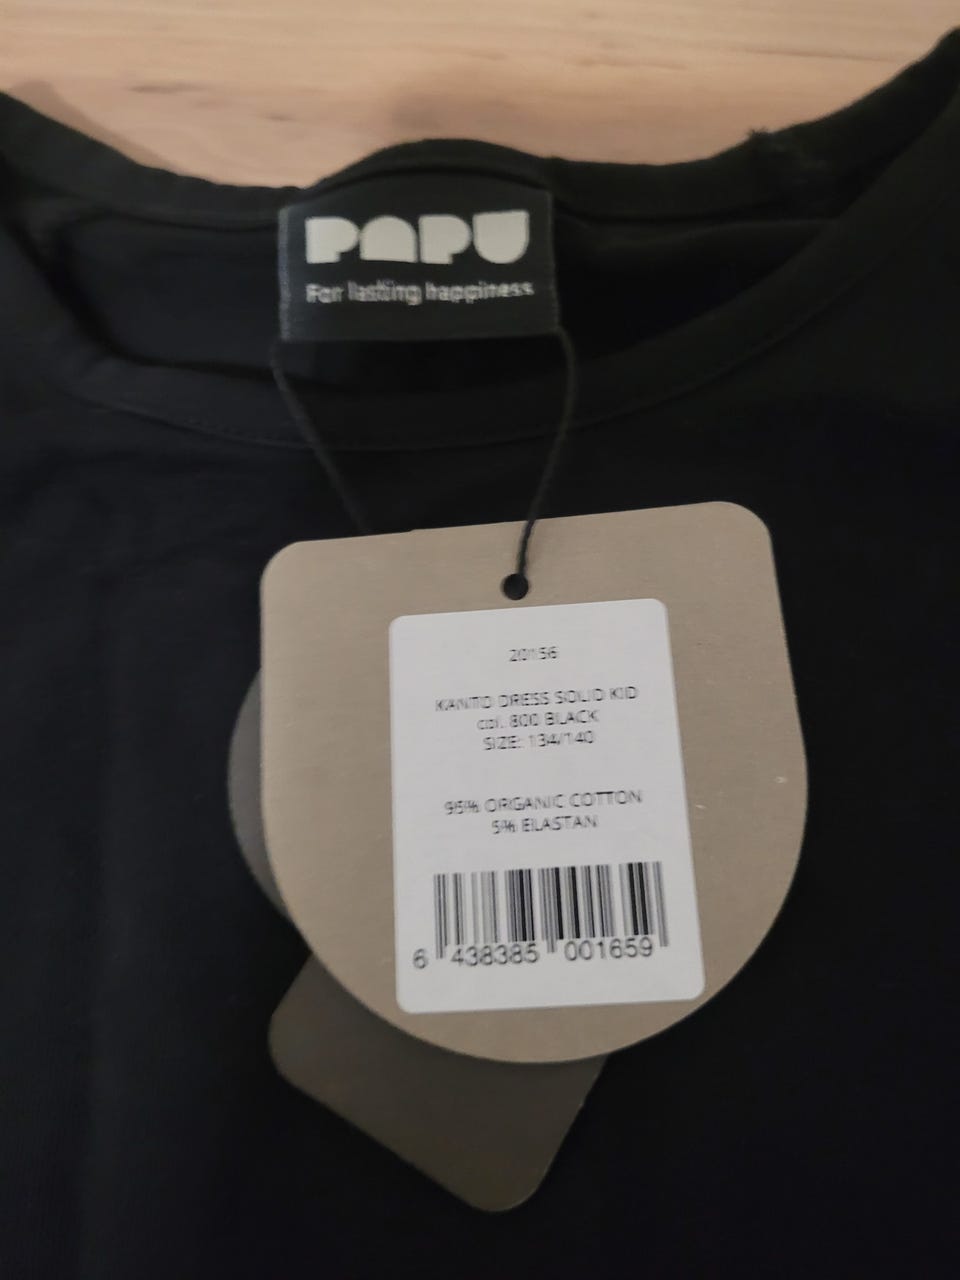 PAPU
For lasting happiness
20156
KANTO DRESS SOLID KID
col. 800 BLACK
SIZE: 134/140
95% ORGANIC COTTON
5% ELASTAN
6 438385 001659